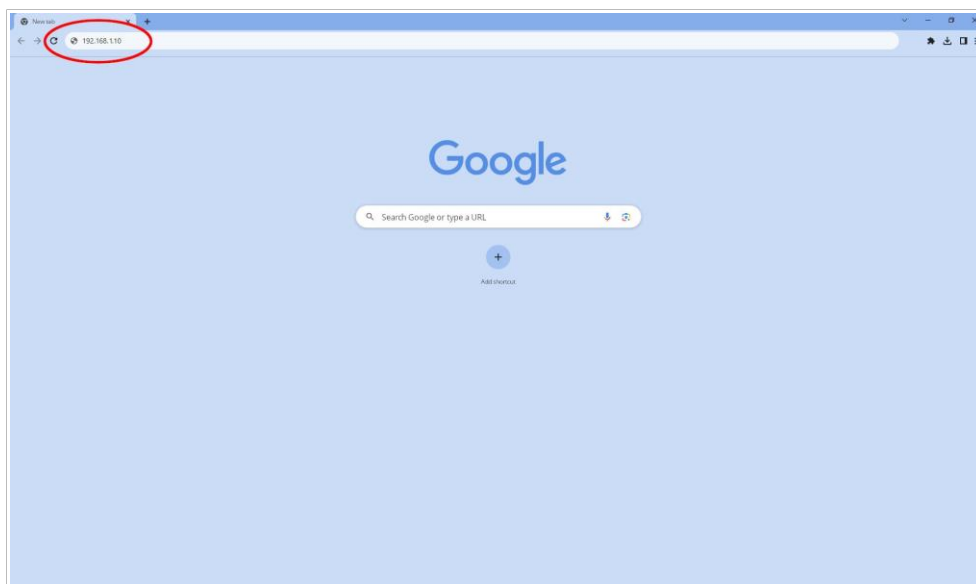 New tab
192.168.1.10
Google
Search Google or type a URL
Add shortcut